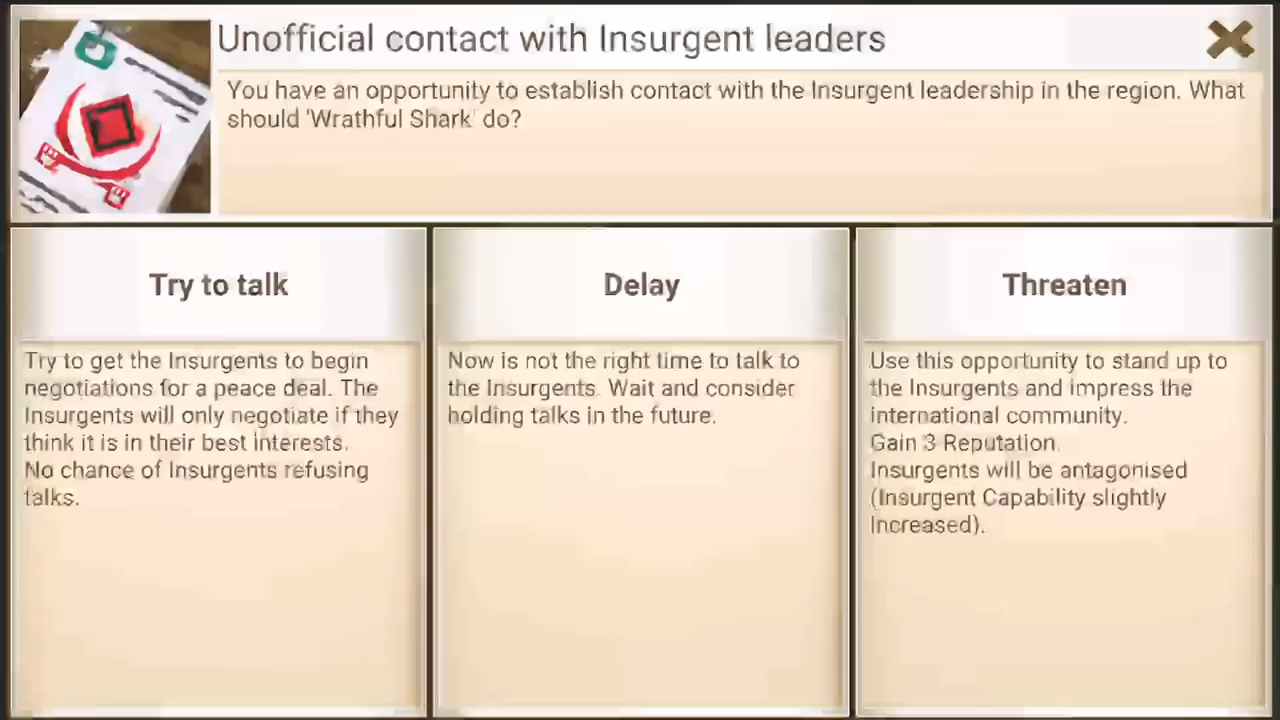 Unofficial contact with Insurgent leaders
You have an opportunity to establish contact with the Insurgent leadership in the region. What
should 'Wrathful Shark' do?
Try to talk
Try to get the Insurgents to begin
negotiations for a peace deal. The
Insurgents will only negotiate if they
think it is in their best interests.
No chance of Insurgents refusing
talks.
Delay
Now is not the right time to talk to
the Insurgents. Wait and consider
holding talks in the future.
Threaten
Use this opportunity to stand up to
the Insurgents and impress the
international community.
Gain 3 Reputation.
Insurgents will be antagonised
(Insurgent Capability slightly
Increased).